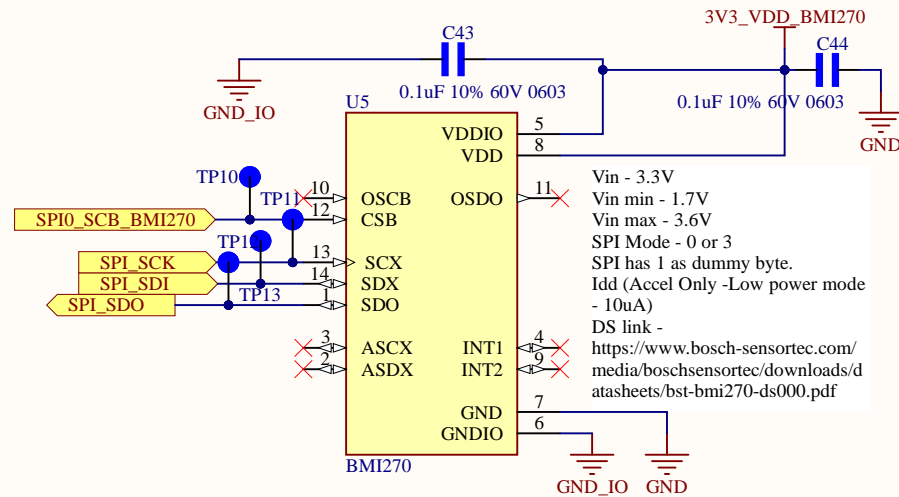 3V3_VDD_BMI270
C43
C44
GND_IO
0.1uF 10% 60V 0603
0.1uF 10% 60V 0603
GND
U5
VDDIO 5
VDD 8
TP10
10 OSCB
OSDO 11
TP11
SPI0_SCB_BMI270
12 CSB
TP12
SPI_SCK
13 SCX
SPI_SDI
14 SDX
SPI_SDO
TP13
1 SDO
3 ASCX
INT1 4
2 ASDX
INT2 9
GND 7
GNDIO 6
BMI270
GND_IO
GND
Vin - 3.3V
Vin min - 1.7V
Vin max - 3.6V
SPI Mode - 0 or 3
SPI has 1 as dummy byte.
Idd (Accel Only -Low power mode
- 10uA)
DS link -
https://www.bosch-sensortec.com/
media/boschsensortec/downloads/d
atasheets/bst-bmi270-ds000.pdf